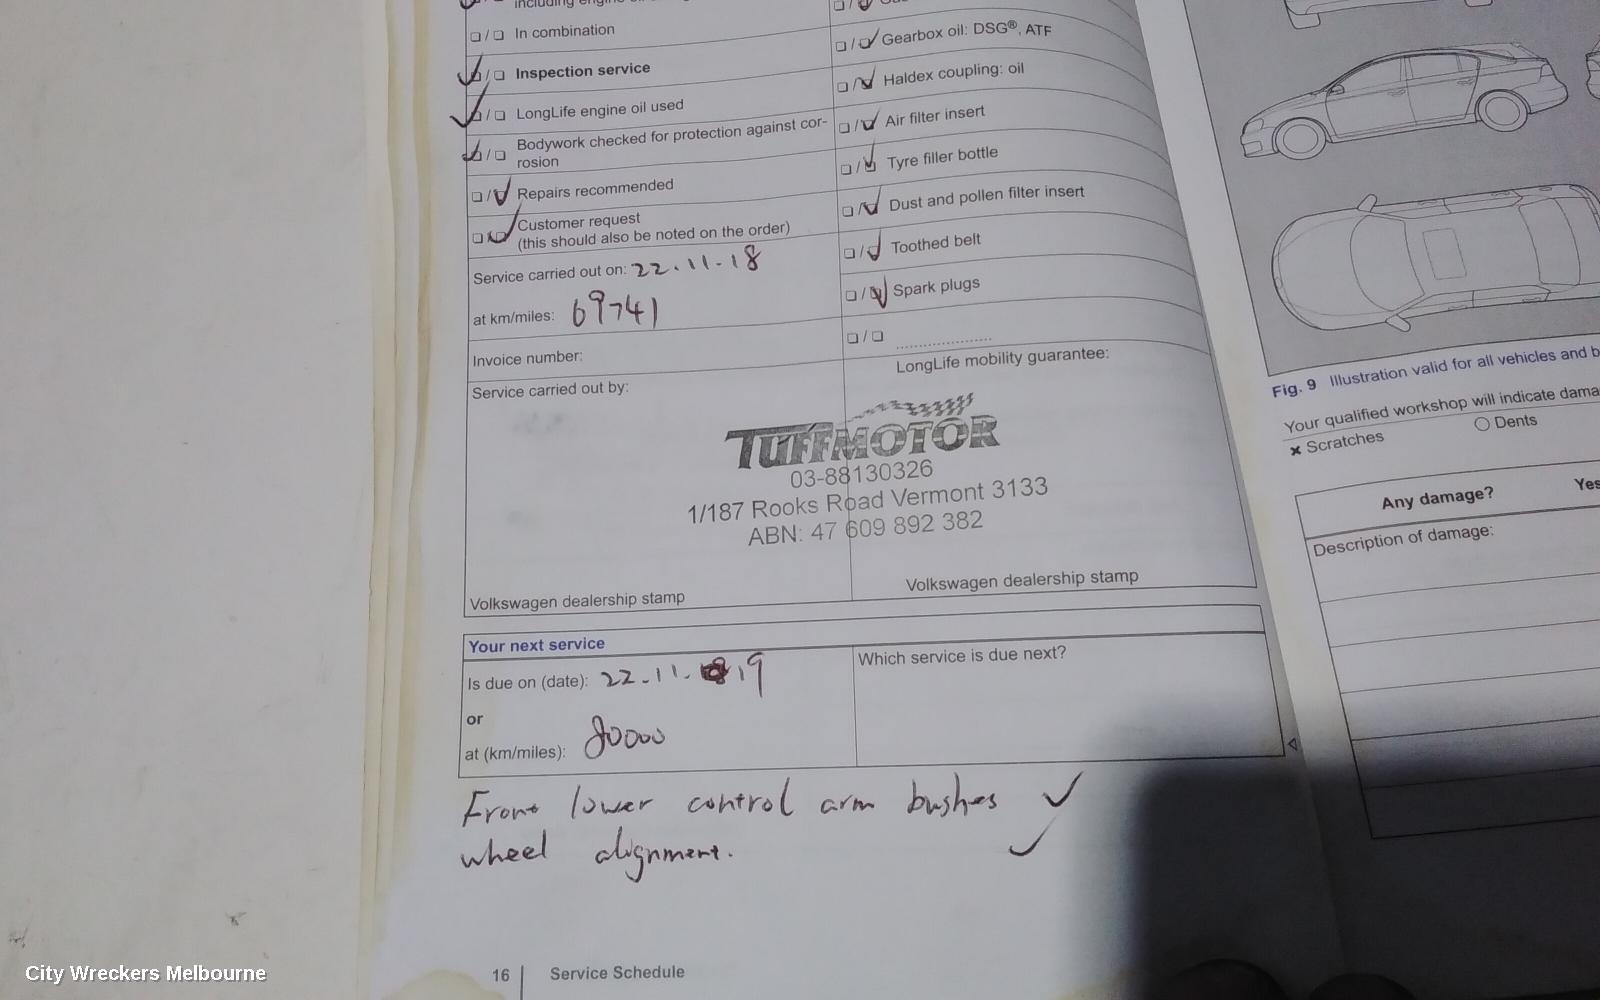 including engine
☐/☐ In combination
☑/☐ Inspection service
☑/☐ LongLife engine oil used
☑/☐ Bodywork checked for protection against cor-
rosion
☐/☑ Repairs recommended
☐/☑ Customer request
(this should also be noted on the order)
Service carried out on: 22.11.18
at km/miles: 69741
Invoice number:
Service carried out by:
Volkswagen dealership stamp
☐/☑ Gearbox oil: DSG®, ATF
☐/☑ Haldex coupling: oil
☐/☑ Air filter insert
☐/☑ Tyre filler bottle
☐/☑ Dust and pollen filter insert
☐/☑ Toothed belt
☐/☑ Spark plugs
☐/☐ ....................
LongLife mobility guarantee:
TUFFMOTOR
03-88130326
1/187 Rooks Road Vermont 3133
ABN: 47 609 892 382
Volkswagen dealership stamp
Your next service
Is due on (date): 22.11.19
or
at (km/miles): 80000
Which service is due next?
Front lower control arm bushes ✓
wheel alignment. ✓
16 | Service Schedule
Fig. 9 Illustration valid for all vehicles and b
Your qualified workshop will indicate dama
× Scratches
○ Dents
Any damage? Yes
Description of damage:
City Wreckers Melbourne